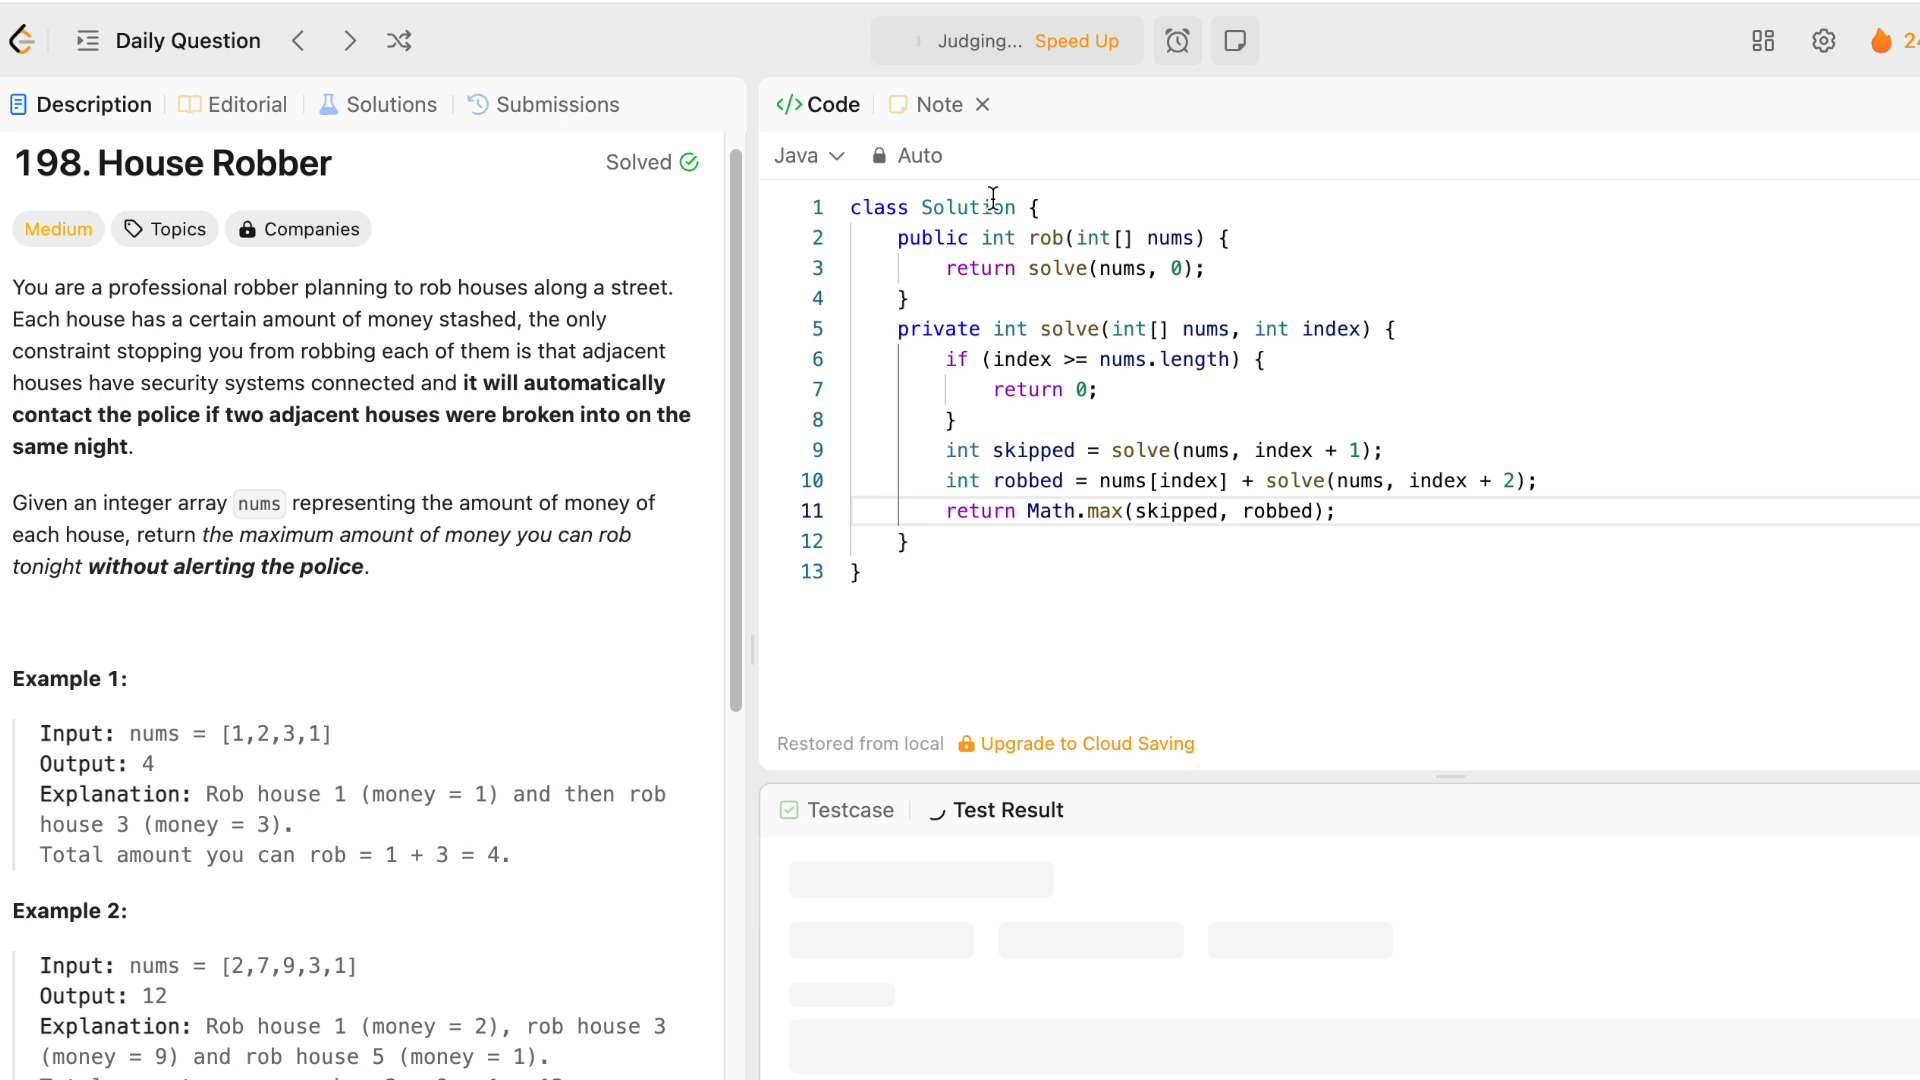 Daily Question
Judging... Speed Up
Description
Editorial
Solutions
Submissions
</> Code
Note
198. House Robber
Solved
Medium
Topics
Companies
You are a professional robber planning to rob houses along a street.
Each house has a certain amount of money stashed, the only
constraint stopping you from robbing each of them is that adjacent
houses have security systems connected and it will automatically
contact the police if two adjacent houses were broken into on the
same night.
Given an integer array nums representing the amount of money of
each house, return the maximum amount of money you can rob
tonight without alerting the police.
Example 1:
Input: nums = [1,2,3,1]
Output: 4
Explanation: Rob house 1 (money = 1) and then rob
house 3 (money = 3).
Total amount you can rob = 1 + 3 = 4.
Example 2:
Input: nums = [2,7,9,3,1]
Output: 12
Explanation: Rob house 1 (money = 2), rob house 3
(money = 9) and rob house 5 (money = 1).
Java
Auto
1 class Solution {
2 public int rob(int[] nums) {
3 return solve(nums, 0);
4 }
5 private int solve(int[] nums, int index) {
6 if (index >= nums.length) {
7 return 0;
8 }
9 int skipped = solve(nums, index + 1);
10 int robbed = nums[index] + solve(nums, index + 2);
11 return Math.max(skipped, robbed);
12 }
13 }
Restored from local Upgrade to Cloud Saving
Testcase
Test Result